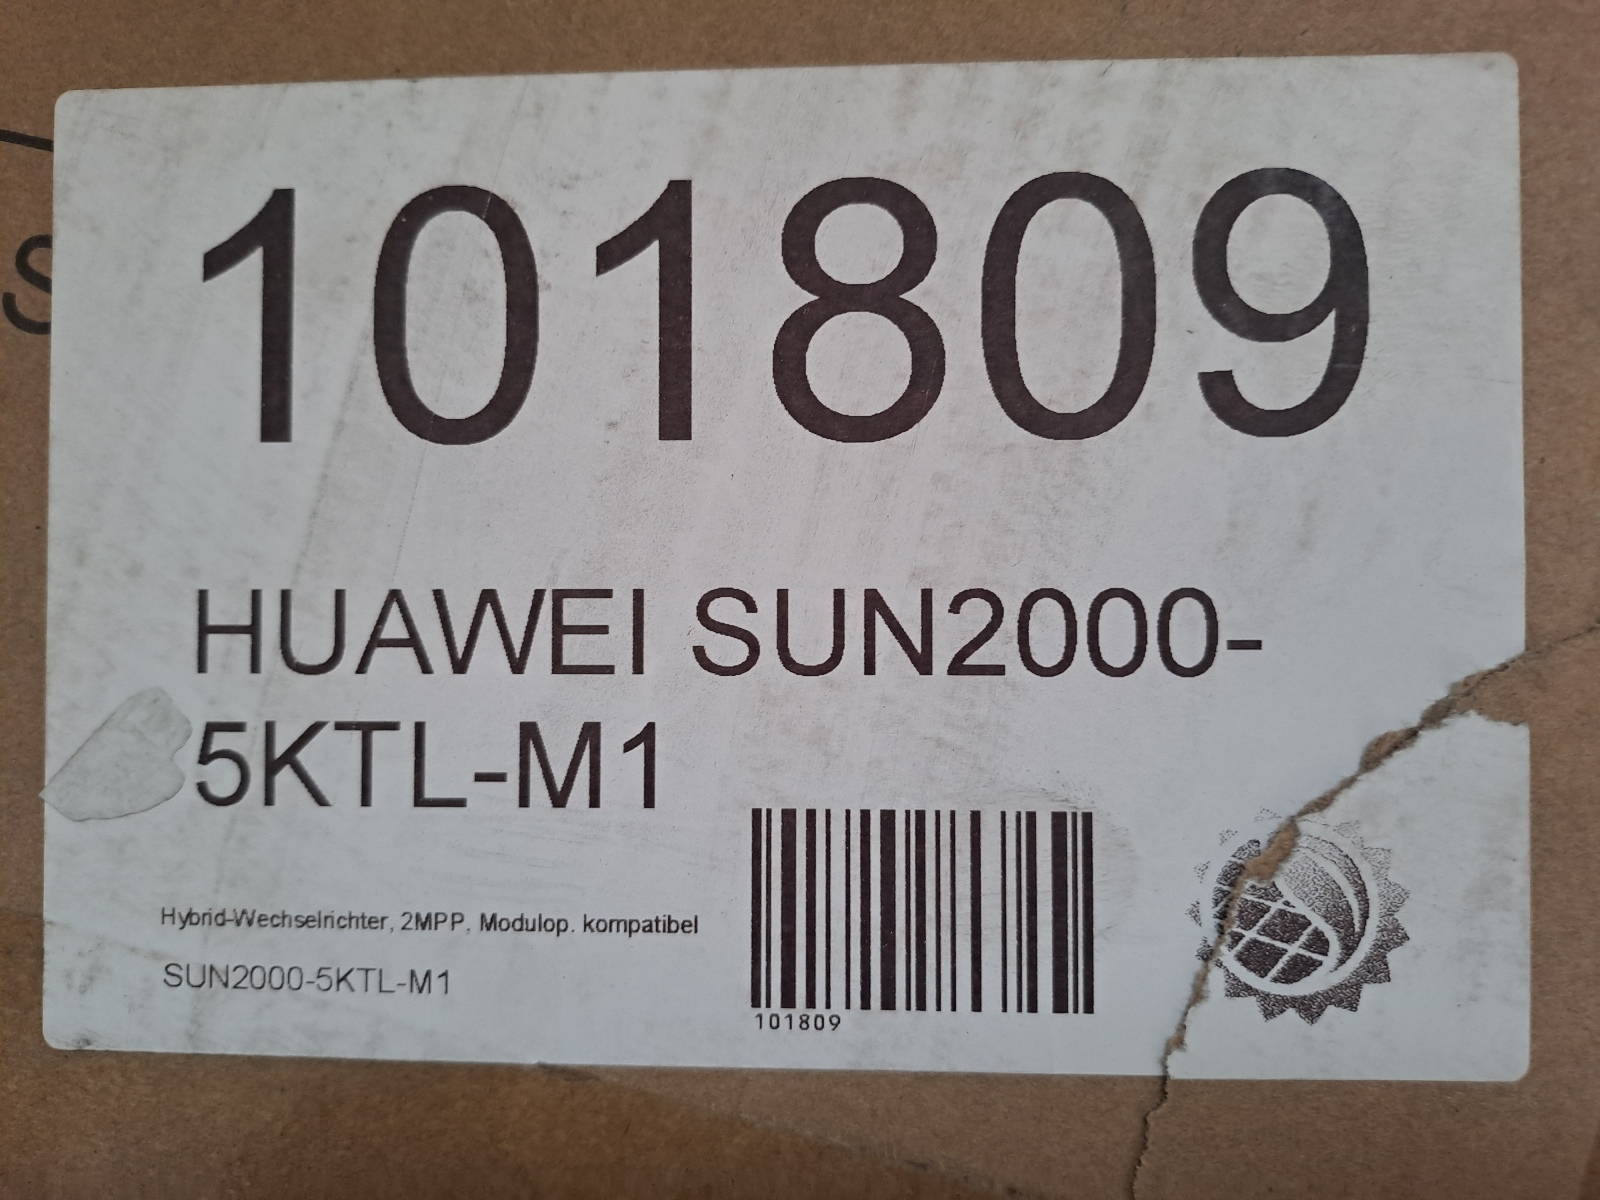 101809
HUAWEI SUN2000-
5KTL-M1
Hybrid-Wechselrichter, 2MPP, Modulop. kompatibel
SUN2000-5KTL-M1
101809
S